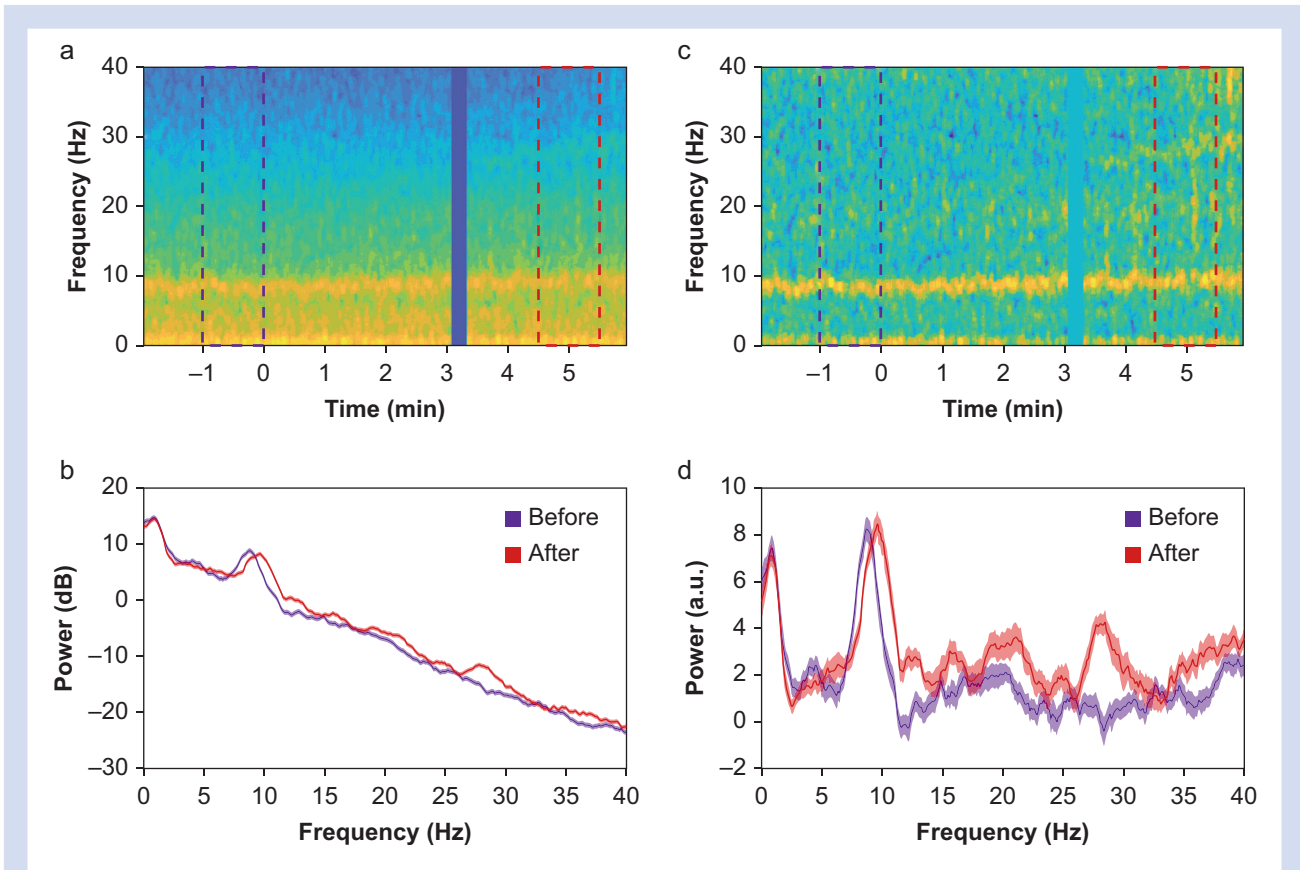 a
40
30
20
10
0
Frequency (Hz)
–1 0 1 2 3 4 5
Time (min)
c
40
30
20
10
0
Frequency (Hz)
–1 0 1 2 3 4 5
Time (min)
b
20
10
0
–10
–20
–30
Power (dB)
Before
After
0 5 10 15 20 25 30 35 40
Frequency (Hz)
d
10
8
6
4
2
0
–2
Power (a.u.)
Before
After
0 5 10 15 20 25 30 35 40
Frequency (Hz)